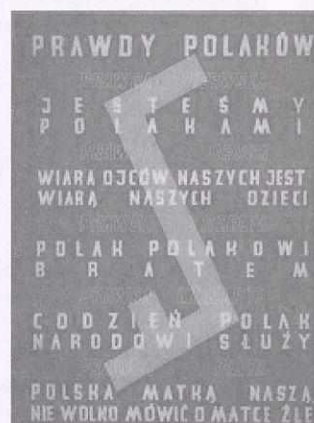 PRAWDY POLAKÓW
JESTEŚMY
POLAKAMI
WIARA OJCÓW NASZYCH JEST
WIARĄ NASZYCH DZIECI
POLAK POLAKOWI
BRATEM
CODZIEŃ POLAK
NARODOWI SŁUŻY
POLSKA MATKĄ NASZĄ
NIE WOLNO MÓWIĆ O MATCE ŹLE